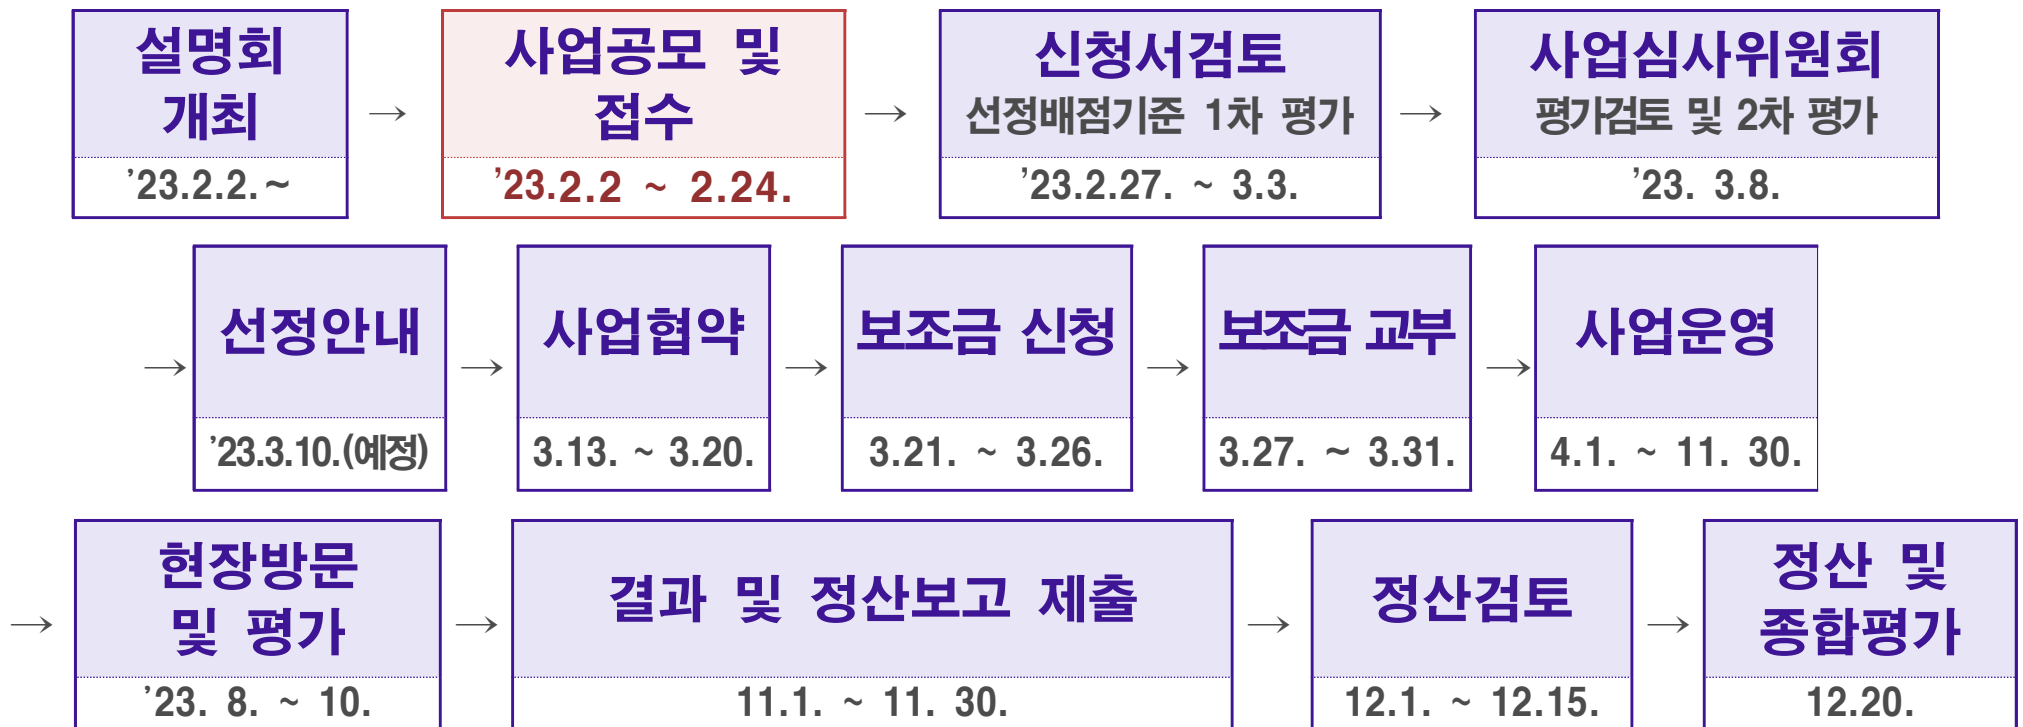 설명회
개최
→
사업공모 및
접수
→
신청서검토
선정배점기준 1차 평가
→
사업심사위원회
평가검토 및 2차 평가
’23.2.2.~
’23.2.2 ~ 2.24.
’23.2.27. ~ 3.3.
’23. 3.8.
→
선정안내
→
사업협약
→
보조금 신청
→
보조금 교부
→
사업운영
’23.3.10.(예정)
3.13. ~ 3.20.
3.21. ~ 3.26.
3.27. ~ 3.31.
4.1. ~ 11. 30.
→
현장방문
및 평가
→
결과 및 정산보고 제출
→
정산검토
→
정산 및
종합평가
’23. 8. ~ 10.
11.1. ~ 11. 30.
12.1. ~ 12.15.
12.20.